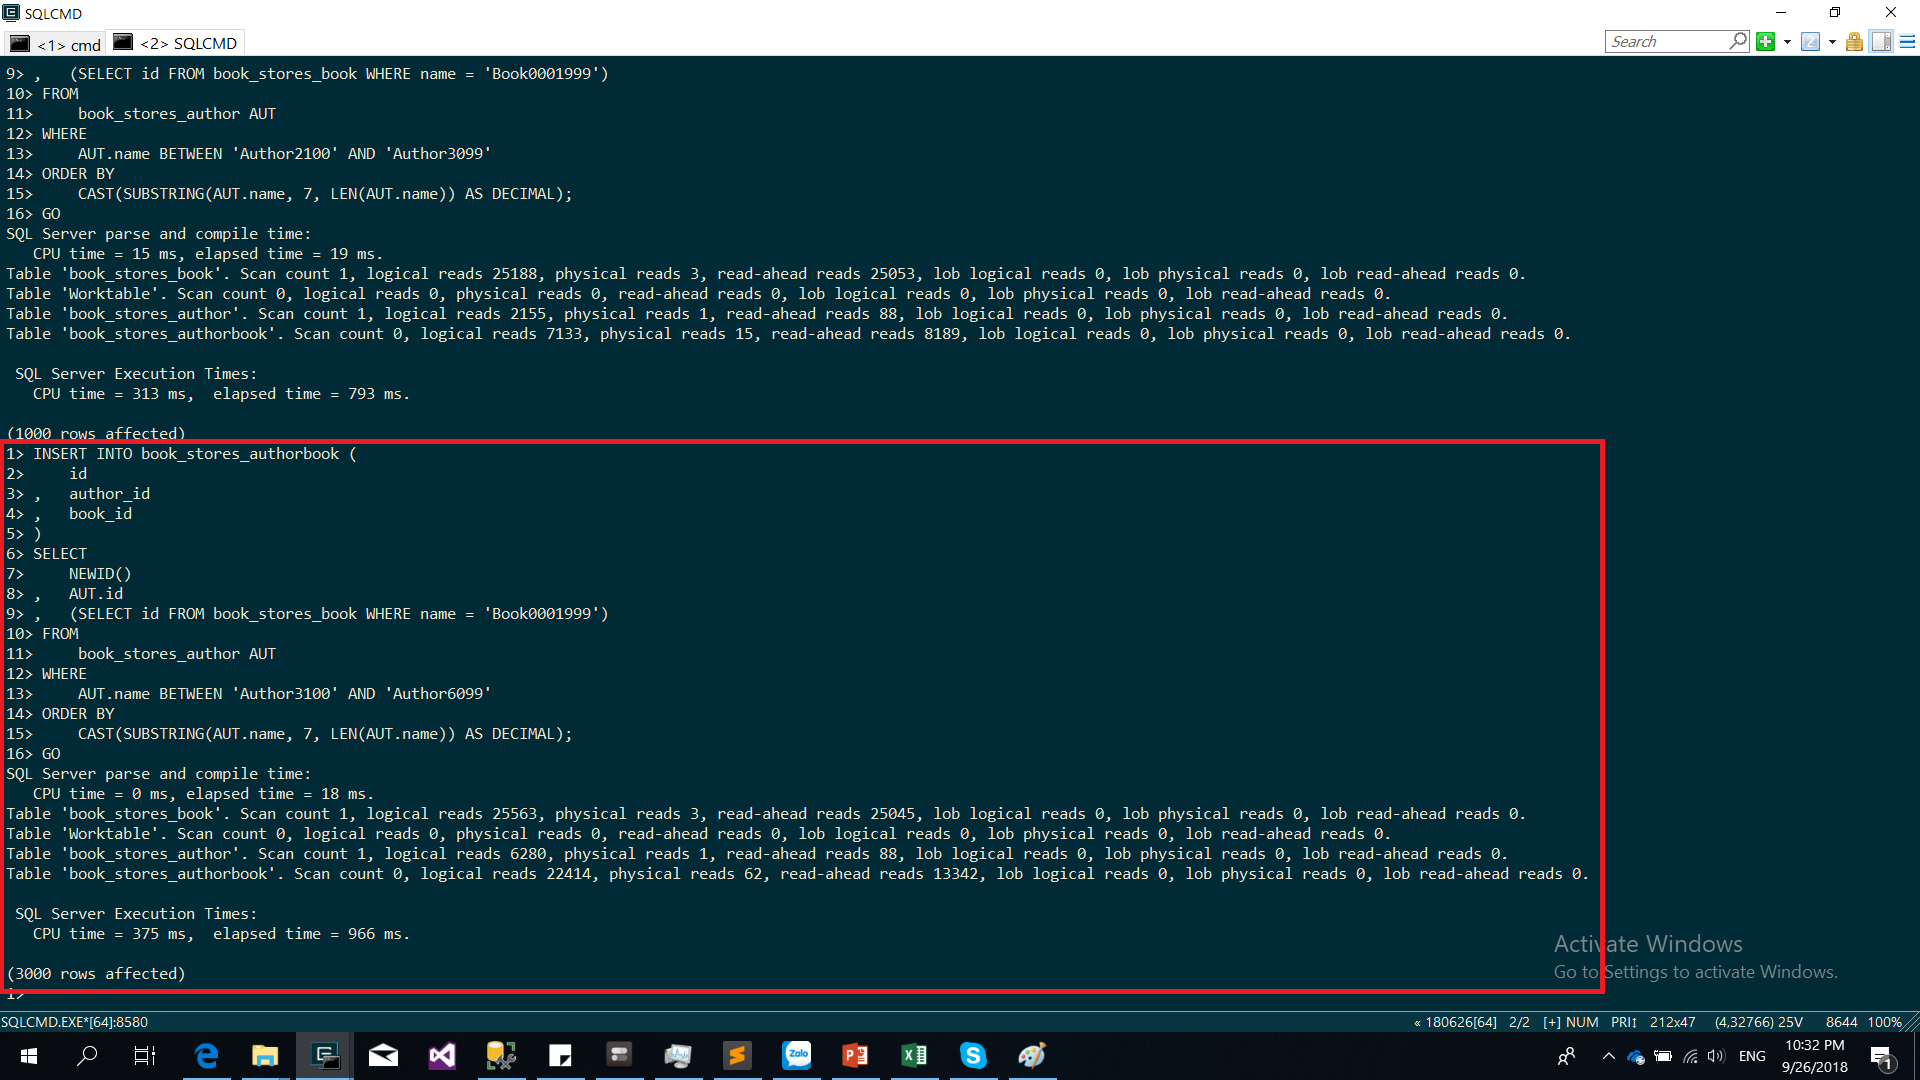 SQLCMD
<1> cmd
<2> SQLCMD
Search
9> ,   (SELECT id FROM book_stores_book WHERE name = 'Book0001999')
10> FROM
11>     book_stores_author AUT
12> WHERE
13>     AUT.name BETWEEN 'Author2100' AND 'Author3099'
14> ORDER BY
15>     CAST(SUBSTRING(AUT.name, 7, LEN(AUT.name)) AS DECIMAL);
16> GO
SQL Server parse and compile time:
   CPU time = 15 ms, elapsed time = 19 ms.
Table 'book_stores_book'. Scan count 1, logical reads 25188, physical reads 3, read-ahead reads 25053, lob logical reads 0, lob physical reads 0, lob read-ahead reads 0.
Table 'Worktable'. Scan count 0, logical reads 0, physical reads 0, read-ahead reads 0, lob logical reads 0, lob physical reads 0, lob read-ahead reads 0.
Table 'book_stores_author'. Scan count 1, logical reads 2155, physical reads 1, read-ahead reads 88, lob logical reads 0, lob physical reads 0, lob read-ahead reads 0.
Table 'book_stores_authorbook'. Scan count 0, logical reads 7133, physical reads 15, read-ahead reads 8189, lob logical reads 0, lob physical reads 0, lob read-ahead reads 0.
 SQL Server Execution Times:
   CPU time = 313 ms,  elapsed time = 793 ms.
(1000 rows affected)
1> INSERT INTO book_stores_authorbook (
2>     id
3> ,   author_id
4> ,   book_id
5> )
6> SELECT
7>     NEWID()
8> ,   AUT.id
9> ,   (SELECT id FROM book_stores_book WHERE name = 'Book0001999')
10> FROM
11>     book_stores_author AUT
12> WHERE
13>     AUT.name BETWEEN 'Author3100' AND 'Author6099'
14> ORDER BY
15>     CAST(SUBSTRING(AUT.name, 7, LEN(AUT.name)) AS DECIMAL);
16> GO
SQL Server parse and compile time:
   CPU time = 0 ms, elapsed time = 18 ms.
Table 'book_stores_book'. Scan count 1, logical reads 25563, physical reads 3, read-ahead reads 25045, lob logical reads 0, lob physical reads 0, lob read-ahead reads 0.
Table 'Worktable'. Scan count 0, logical reads 0, physical reads 0, read-ahead reads 0, lob logical reads 0, lob physical reads 0, lob read-ahead reads 0.
Table 'book_stores_author'. Scan count 1, logical reads 6280, physical reads 1, read-ahead reads 88, lob logical reads 0, lob physical reads 0, lob read-ahead reads 0.
Table 'book_stores_authorbook'. Scan count 0, logical reads 22414, physical reads 62, read-ahead reads 13342, lob logical reads 0, lob physical reads 0, lob read-ahead reads 0.
 SQL Server Execution Times:
   CPU time = 375 ms,  elapsed time = 966 ms.
(3000 rows affected)
1>
Activate Windows
Go to Settings to activate Windows.
SQLCMD.EXE*[64]:8580
« 180626[64]  2/2  [+] NUM  PRI↕  212x47  (4,32766) 25V  8644  100%
Zalo
ENG
10:32 PM
9/26/2018
1